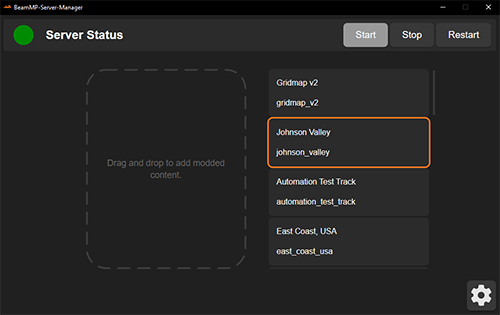 BeamMP-Server-Manager
Server Status
Start
Stop
Restart
Drag and drop to add modded
content.
Gridmap v2
gridmap_v2
Johnson Valley
johnson_valley
Automation Test Track
automation_test_track
East Coast, USA
east_coast_usa